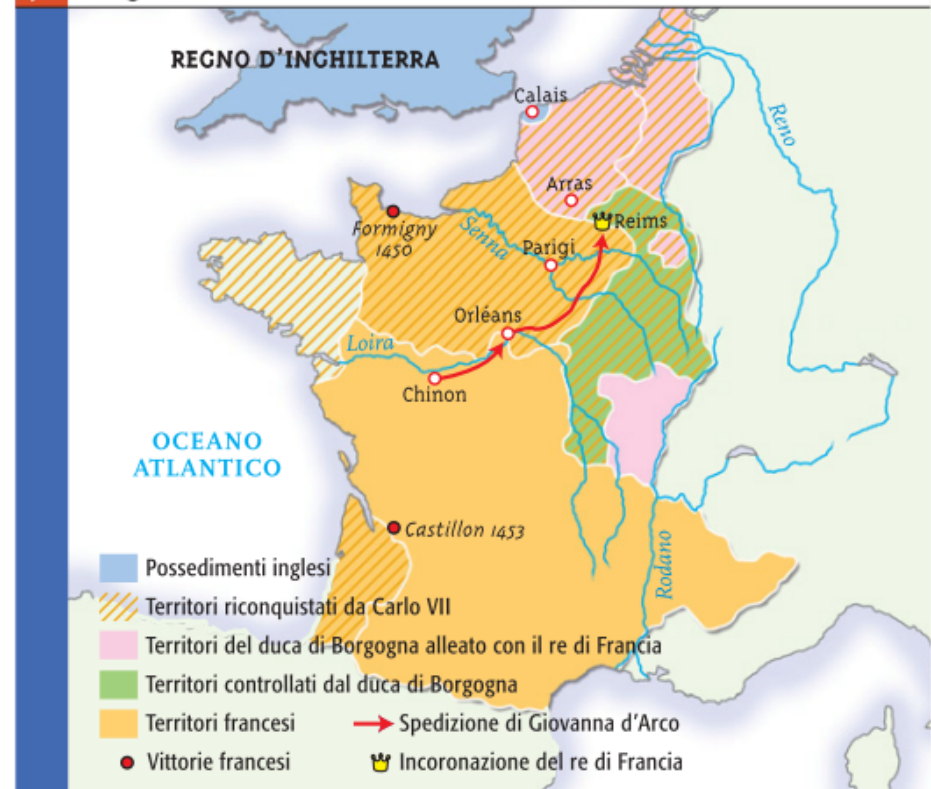 REGNO D'INGHILTERRA
Calais
Reno
Arras
Reims
Formigny
1450
Senna
Parigi
Orléans
Loira
Chinon
OCEANO
ATLANTICO
Castillon 1453
Rodano
Possedimenti inglesi
Territori riconquistati da Carlo VII
Territori del duca di Borgogna alleato con il re di Francia
Territori controllati dal duca di Borgogna
Territori francesi
Spedizione di Giovanna d'Arco
Vittorie francesi
Incoronazione del re di Francia